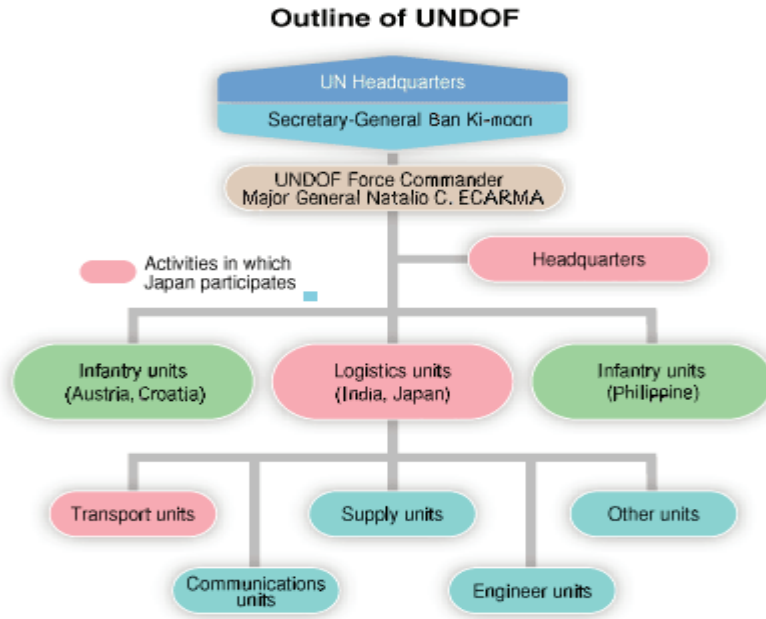 Outline of UNDOF
UN Headquarters
Secretary-General Ban Ki-moon
UNDOF Force Commander
Major General Natalio C. ECARMA
Headquarters
Activities in which
Japan participates
Infantry units
(Austria, Croatia)
Logistics units
(India, Japan)
Infantry units
(Philippine)
Transport units
Supply units
Other units
Communications
units
Engineer units